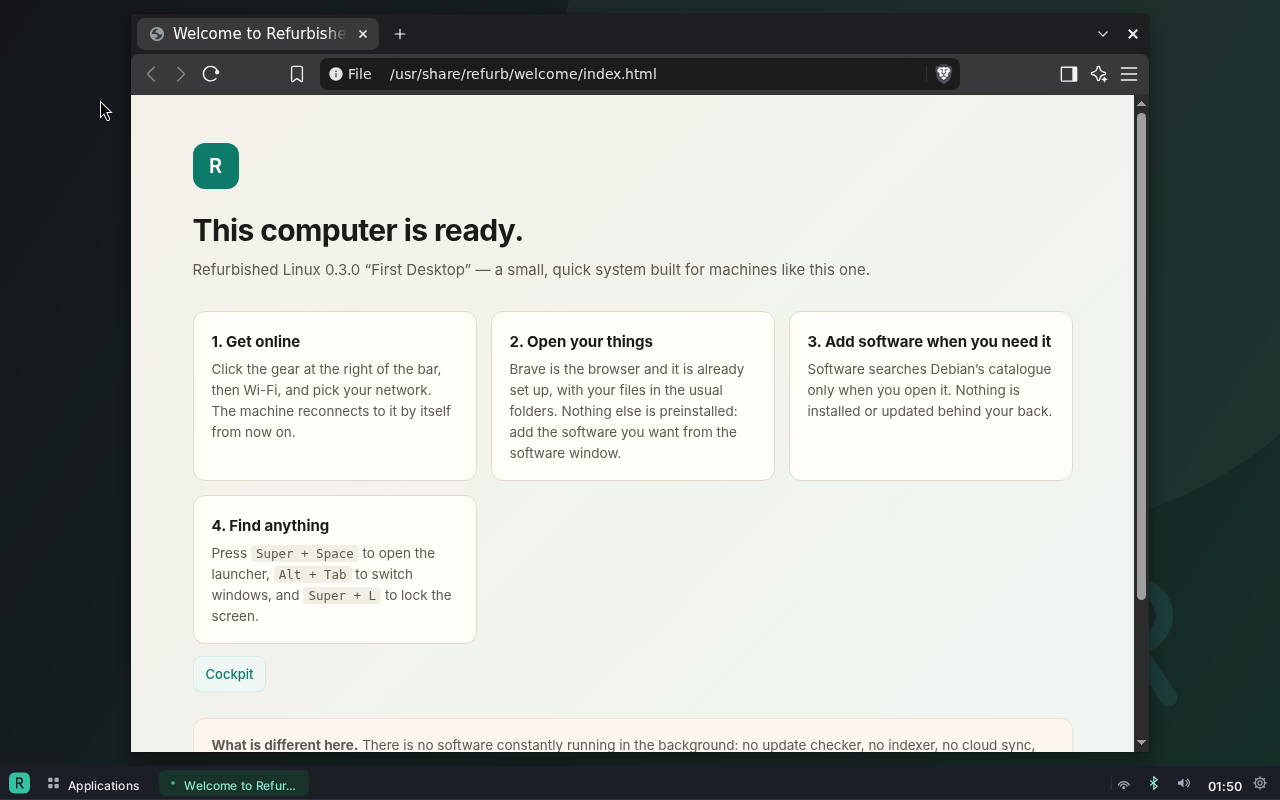 Welcome to Refurbishe
File /usr/share/refurb/welcome/index.html
R
This computer is ready.
Refurbished Linux 0.3.0 “First Desktop” — a small, quick system built for machines like this one.
1. Get online
Click the gear at the right of the bar,
then Wi-Fi, and pick your network.
The machine reconnects to it by itself
from now on.
2. Open your things
Brave is the browser and it is already
set up, with your files in the usual
folders. Nothing else is preinstalled:
add the software you want from the
software window.
3. Add software when you need it
Software searches Debian’s catalogue
only when you open it. Nothing is
installed or updated behind your back.
4. Find anything
Press Super + Space to open the
launcher, Alt + Tab to switch
windows, and Super + L to lock the
screen.
Cockpit
What is different here. There is no software constantly running in the background: no update checker, no indexer, no cloud sync,
R
R Applications Welcome to Refur... 01:50